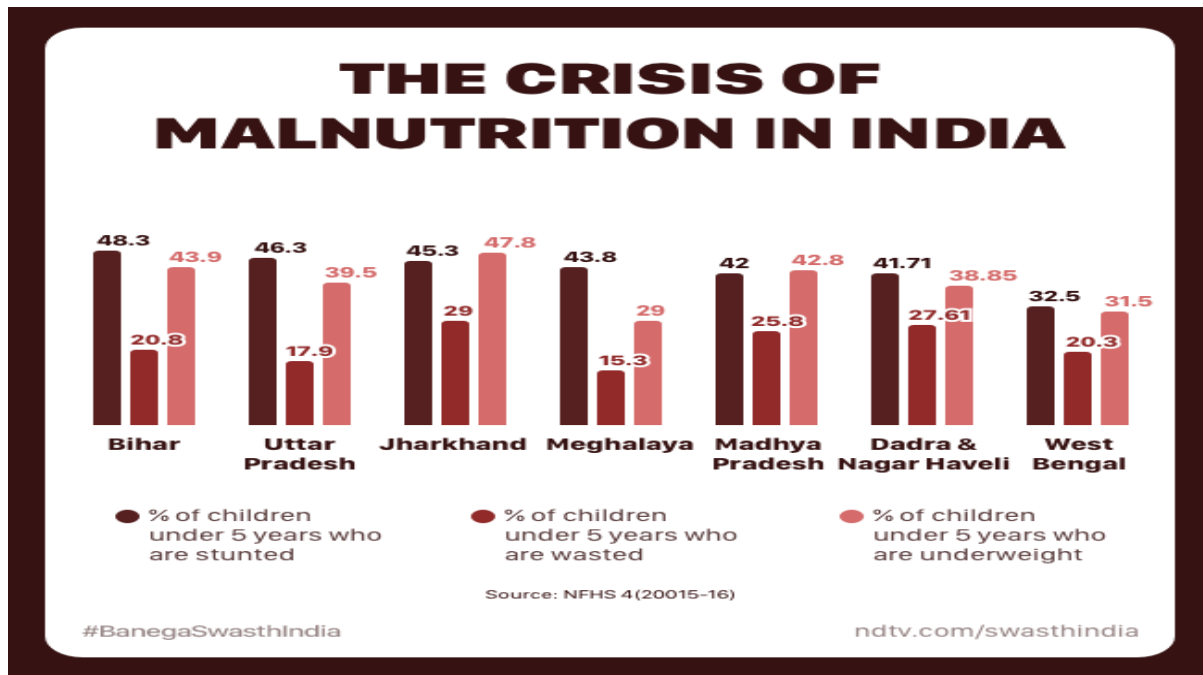 THE CRISIS OF
MALNUTRITION IN INDIA
48.3
20.8
43.9
46.3
17.9
39.5
45.3
29
47.8
43.8
15.3
29
42
25.8
42.8
41.71
27.61
38.85
32.5
20.3
31.5
Bihar
Uttar
Pradesh
Jharkhand
Meghalaya
Madhya
Pradesh
Dadra &
Nagar Haveli
West
Bengal
% of children
under 5 years who
are stunted
% of children
under 5 years who
are wasted
% of children
under 5 years who
are underweight
Source: NFHS 4(20015-16)
#BanegaSwasthIndia
ndtv.com/swasthindia